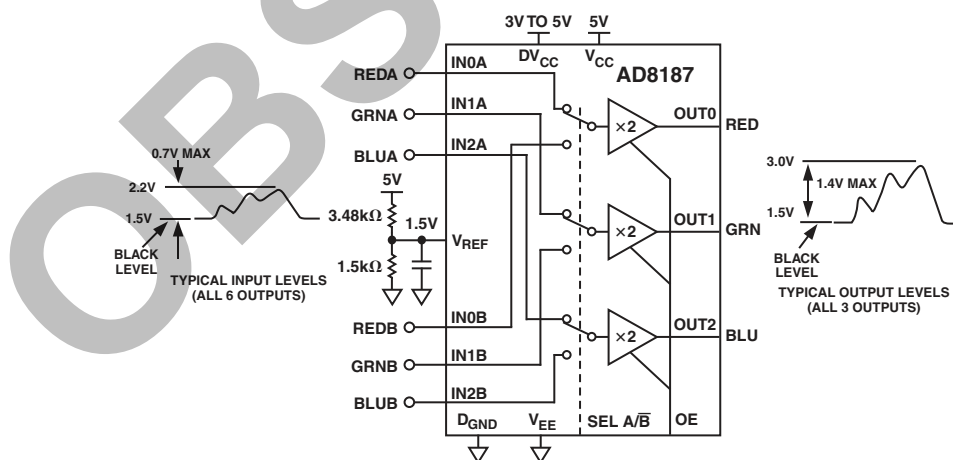 3V TO 5V
5V
DVCC
VCC
AD8187
REDA
IN0A
GRNA
IN1A
BLUA
IN2A
×2
OUT0
RED
0.7V MAX
2.2V
1.5V
BLACK
LEVEL
TYPICAL INPUT LEVELS
(ALL 6 OUTPUTS)
5V
3.48kΩ
1.5V
VREF
1.5kΩ
×2
OUT1
GRN
3.0V
1.4V MAX
1.5V
BLACK
LEVEL
TYPICAL OUTPUT LEVELS
(ALL 3 OUTPUTS)
REDB
IN0B
GRNB
IN1B
BLUB
IN2B
×2
OUT2
BLU
DGND
VEE
SEL A/B̅
OE
OBS